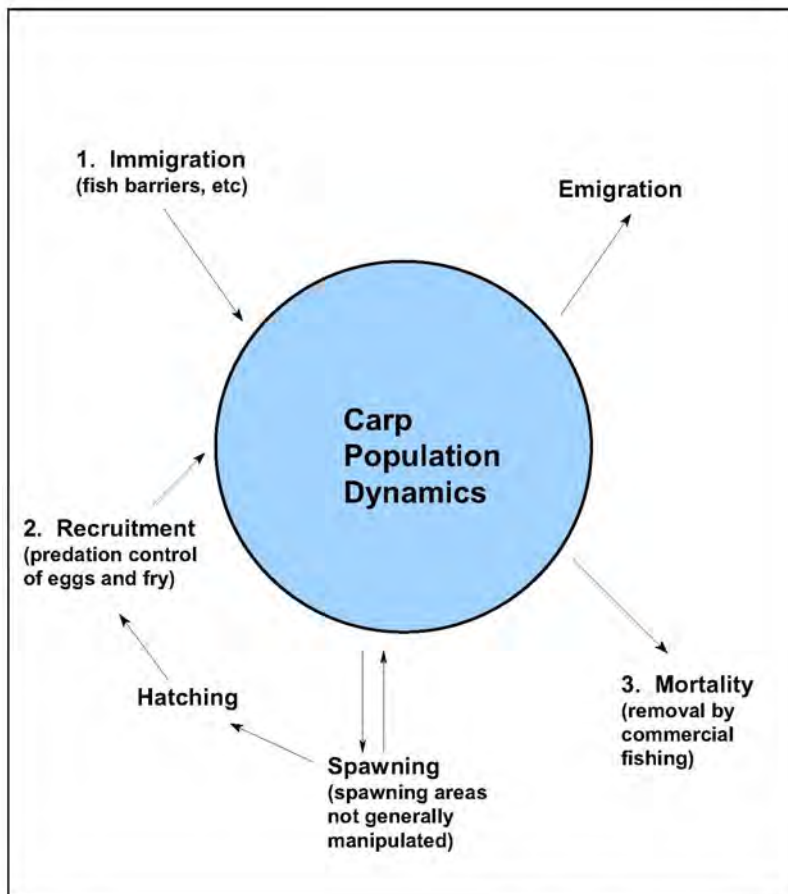 1. Immigration
(fish barriers, etc)
Emigration
Carp
Population
Dynamics
2. Recruitment
(predation control
of eggs and fry)
Hatching
3. Mortality
(removal by
commercial
fishing)
Spawning
(spawning areas
not generally
manipulated)